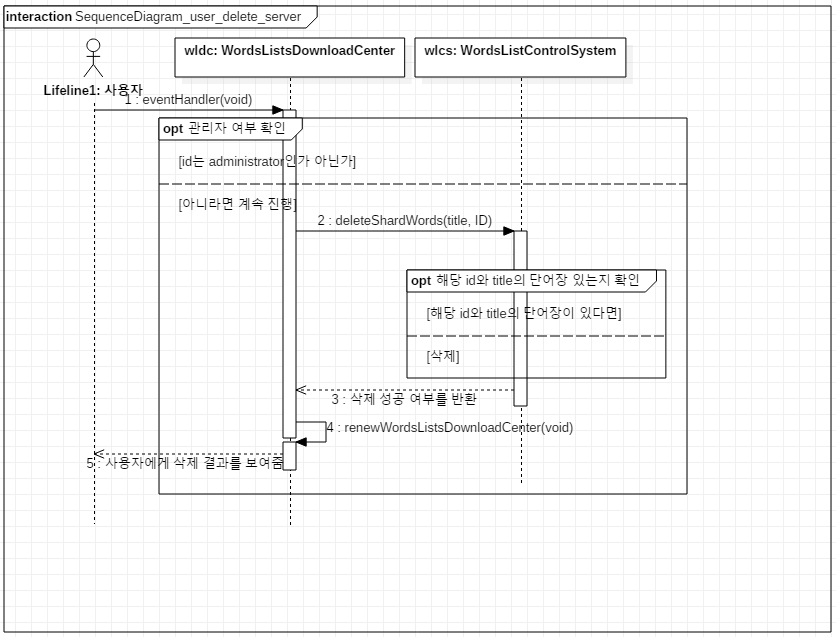 interaction SequenceDiagram_user_delete_server
wldc: WordsListsDownloadCenter
wlcs: WordsListControlSystem
Lifeline1: 사용자
1 : eventHandler(void)
opt 관리자 여부 확인
[id는 administrator인가 아닌가]
[아니라면 계속 진행]
2 : deleteShardWords(title, ID)
opt 해당 id와 title의 단어장 있는지 확인
[해당 id와 title의 단어장이 있다면]
[삭제]
3 : 삭제 성공 여부를 반환
4 : renewWordsListsDownloadCenter(void)
5 : 사용자에게 삭제 결과를 보여줌